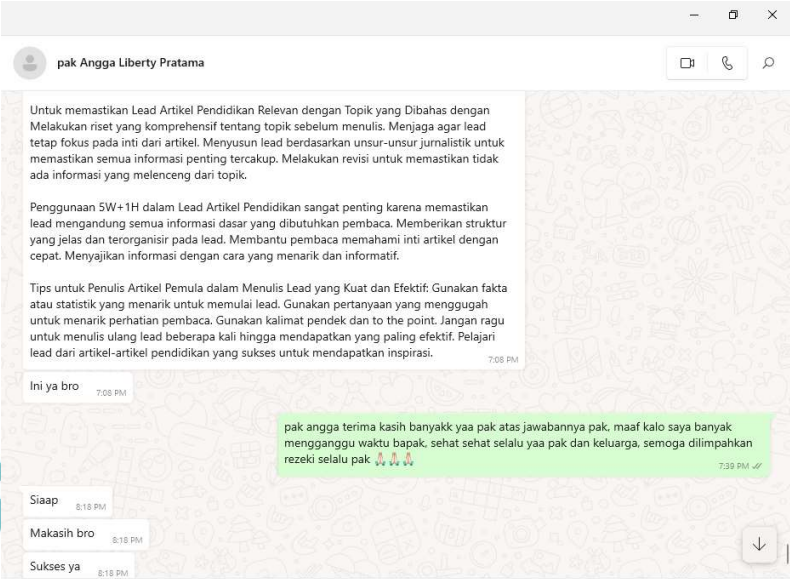 pak Angga Liberty Pratama
Untuk memastikan Lead Artikel Pendidikan Relevan dengan Topik yang Dibahas dengan
Melakukan riset yang komprehensif tentang topik sebelum menulis. Menjaga agar lead
tetap fokus pada inti dari artikel. Menyusun lead berdasarkan unsur-unsur jurnalistik untuk
memastikan semua informasi penting tercakup. Melakukan revisi untuk memastikan tidak
ada informasi yang melenceng dari topik.
Penggunaan 5W+1H dalam Lead Artikel Pendidikan sangat penting karena memastikan
lead mengandung semua informasi dasar yang dibutuhkan pembaca. Memberikan struktur
yang jelas dan terorganisir pada lead. Membantu pembaca memahami inti artikel dengan
cepat. Menyajikan informasi dengan cara yang menarik dan informatif.
Tips untuk Penulis Artikel Pemula dalam Menulis Lead yang Kuat dan Efektif: Gunakan fakta
atau statistik yang menarik untuk memulai lead. Gunakan pertanyaan yang menggugah
untuk menarik perhatian pembaca. Gunakan kalimat pendek dan to the point. Jangan ragu
untuk menulis ulang lead beberapa kali hingga mendapatkan yang paling efektif. Pelajari
lead dari artikel-artikel pendidikan yang sukses untuk mendapatkan inspirasi.
7:08 PM
Ini ya bro 7:08 PM
pak angga terima kasih banyakk yaa pak atas jawabannya pak, maaf kalo saya banyak
mengganggu waktu bapak, sehat sehat selalu yaa pak dan keluarga, semoga dilimpahkan
rezeki selalu pak 🙏🏻🙏🏻🙏🏻
7:39 PM
Siaap 8:18 PM
Makasih bro 8:18 PM
Sukses ya 8:18 PM